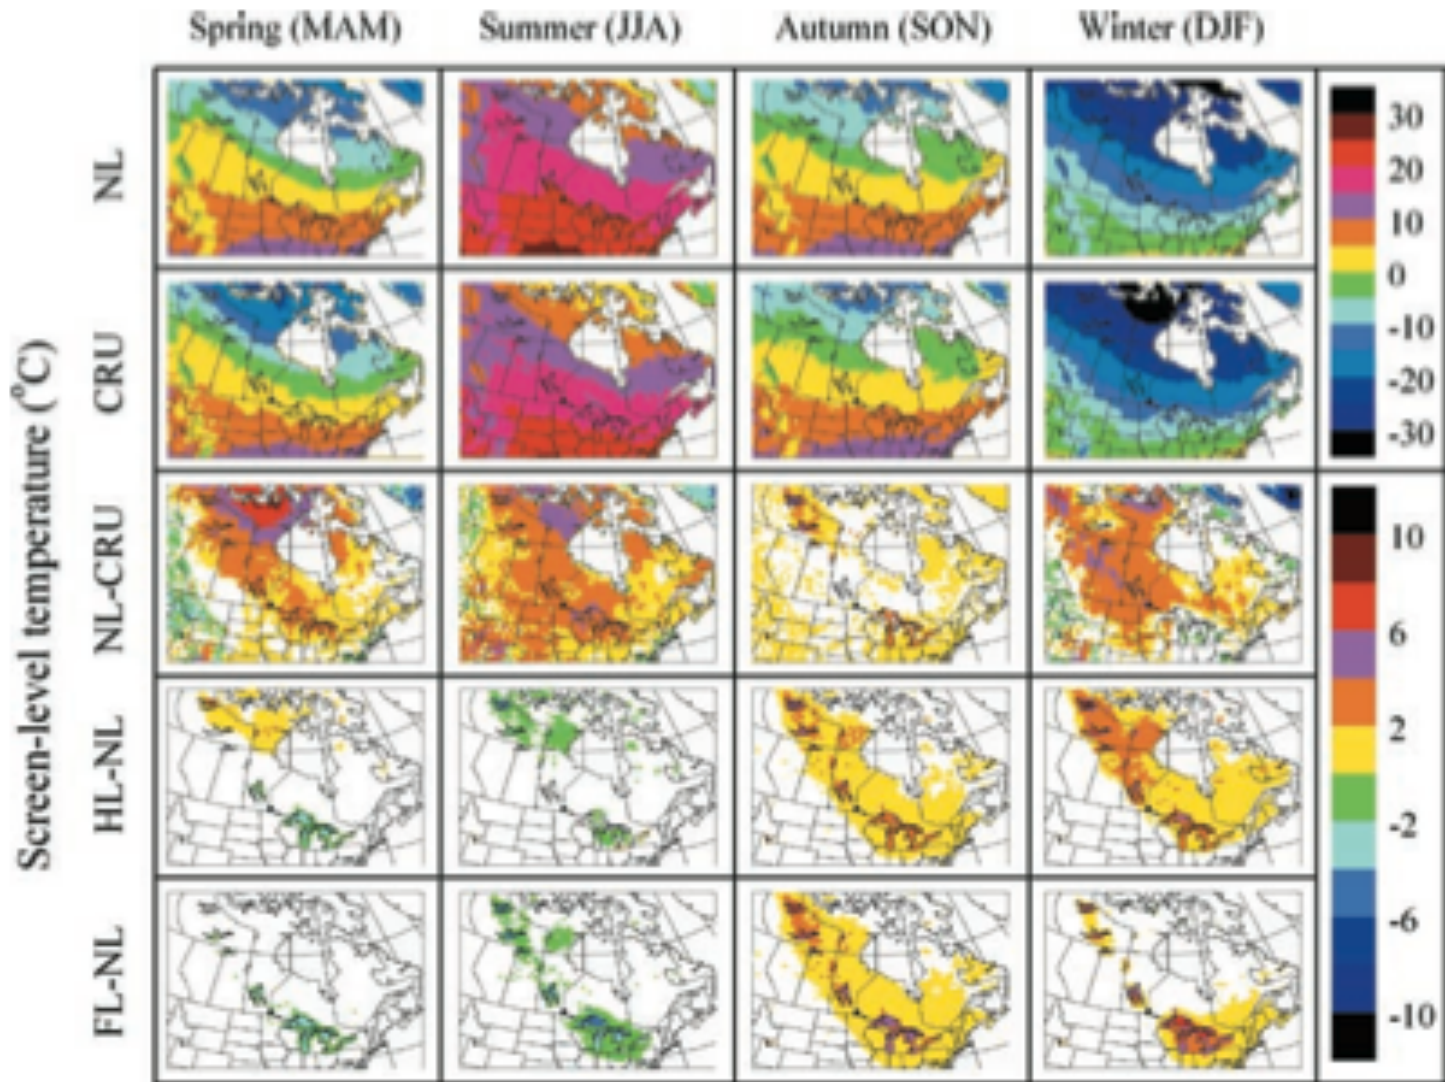 Spring (MAM) Summer (JJA) Autumn (SON) Winter (DJF)
Screen-level temperature (°C)
NL
30
20
10
0
-10
-20
-30
CRU
NL-CRU
10
6
2
-2
-6
-10
HL-NL
FL-NL